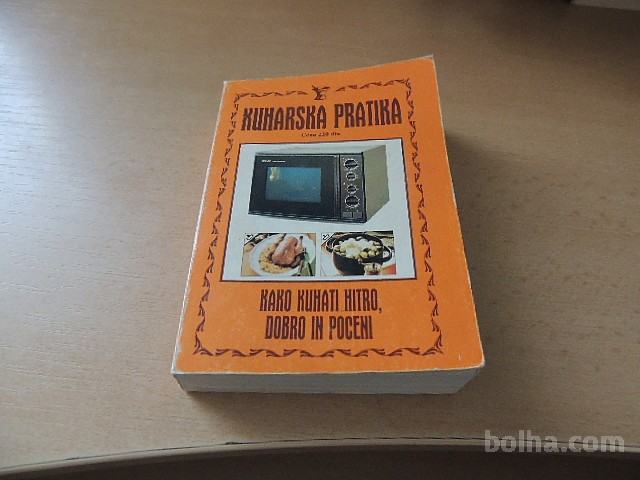 KUHARSKA PRATIKA
Cena 220 din
KAKO KUHATI HITRO,
DOBRO IN POCENI
bolha.com